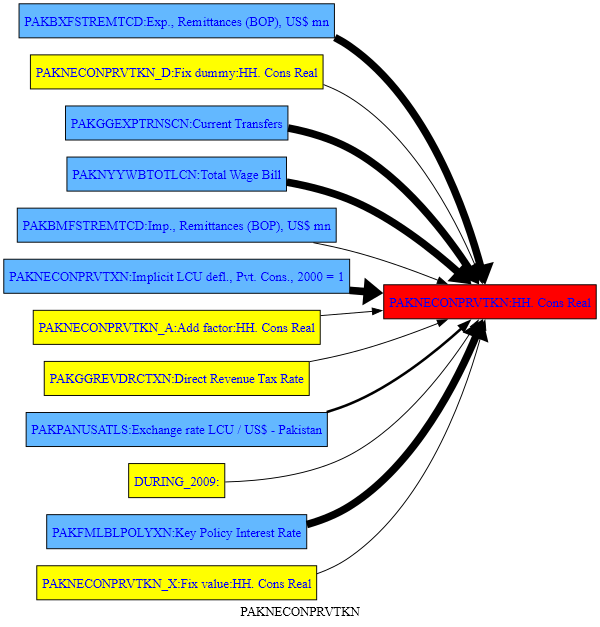 PAKBXFSTREMTCD:Exp., Remittances (BOP), US$ mn
PAKNECONPRVTKN_D:Fix dummy:HH. Cons Real
PAKGGEXPTRNSCN:Current Transfers
PAKNYYWBTOTLCN:Total Wage Bill
PAKBMFSTREMTCD:Imp., Remittances (BOP), US$ mn
PAKNECONPRVTXN:Implicit LCU defl., Pvt. Cons., 2000 = 1
PAKNECONPRVTKN:HH. Cons Real
PAKNECONPRVTKN_A:Add factor:HH. Cons Real
PAKGGREVDRCTXN:Direct Revenue Tax Rate
PAKPANUSATLS:Exchange rate LCU / US$ - Pakistan
DURING_2009:
PAKFMLBLPOLYXN:Key Policy Interest Rate
PAKNECONPRVTKN_X:Fix value:HH. Cons Real
PAKNECONPRVTKN